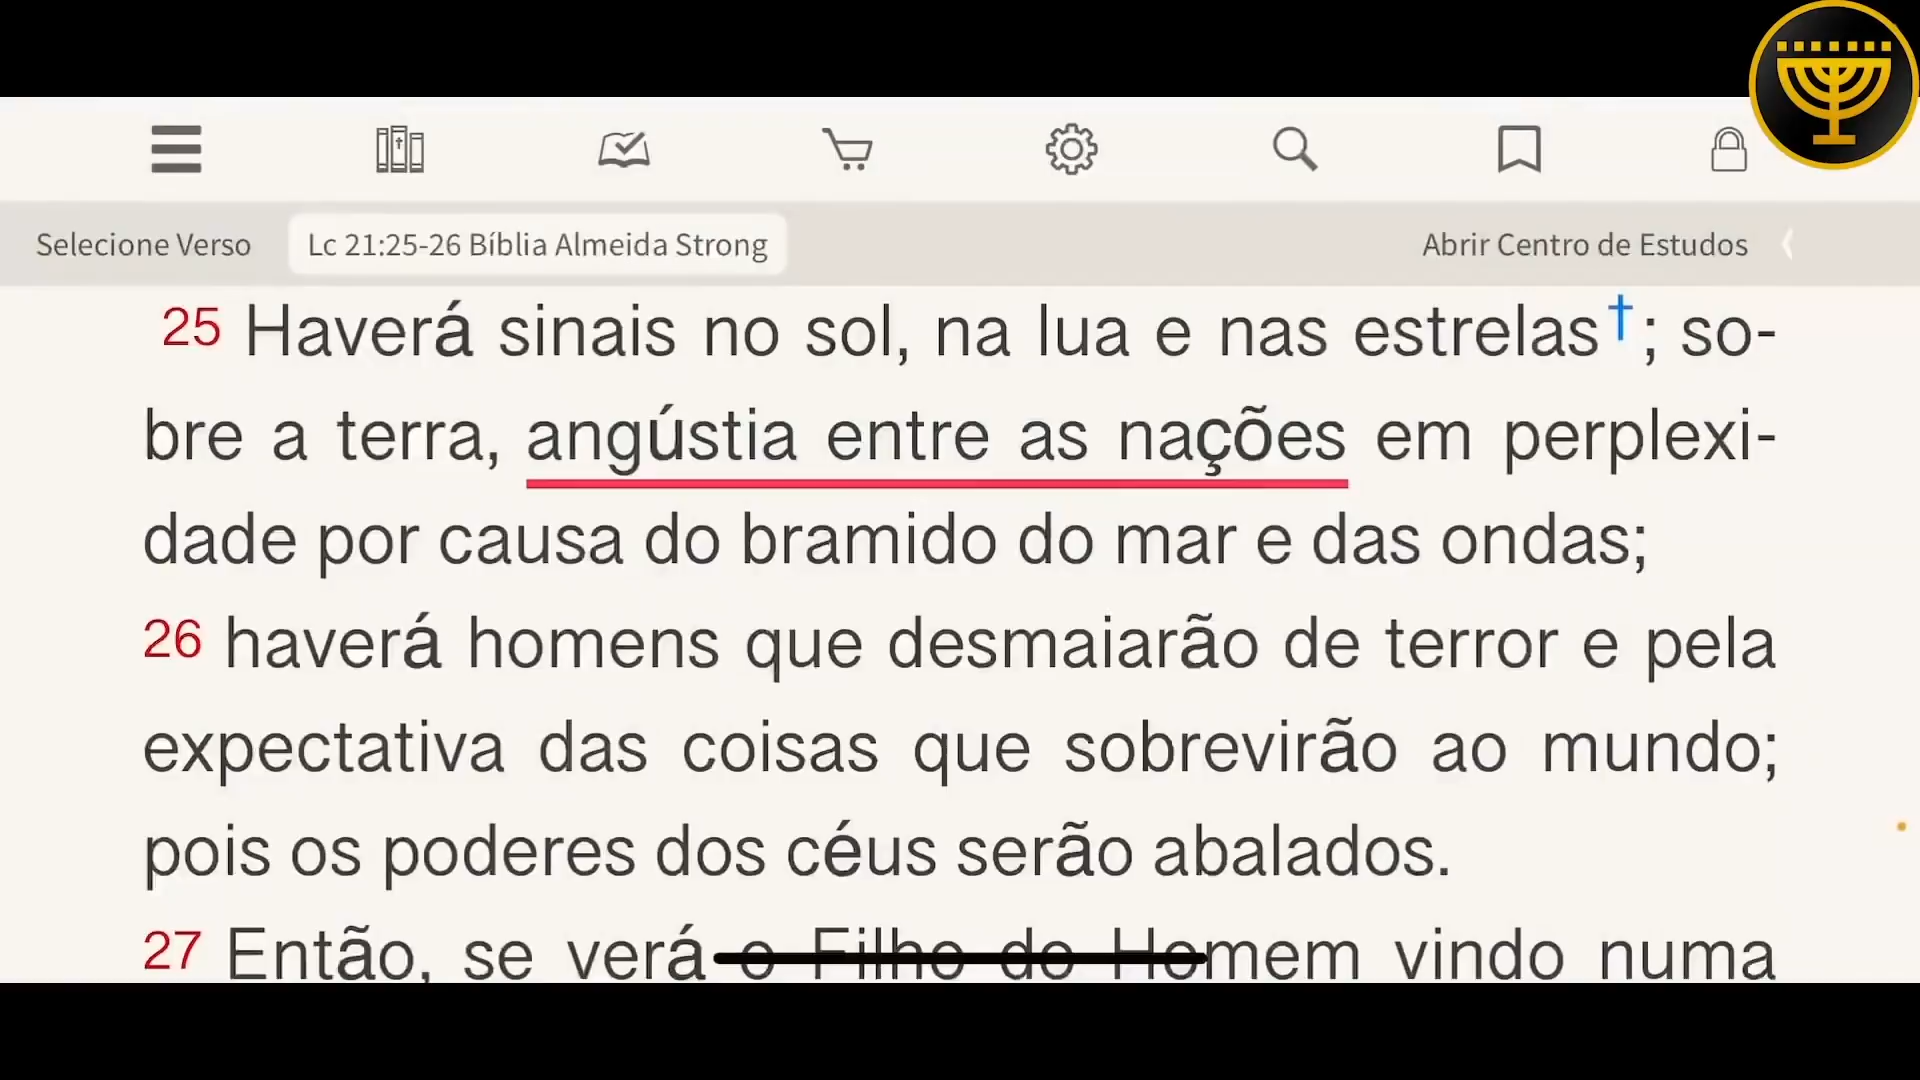 Selecione Verso
Lc 21:25-26 Bíblia Almeida Strong
Abrir Centro de Estudos
25 Haverá sinais no sol, na lua e nas estrelas†; so-
bre a terra, angústia entre as nações em perplexi-
dade por causa do bramido do mar e das ondas;
26 haverá homens que desmaiarão de terror e pela
expectativa das coisas que sobrevirão ao mundo;
pois os poderes dos céus serão abalados.
27 Então, se verá o Filho do Homem vindo numa